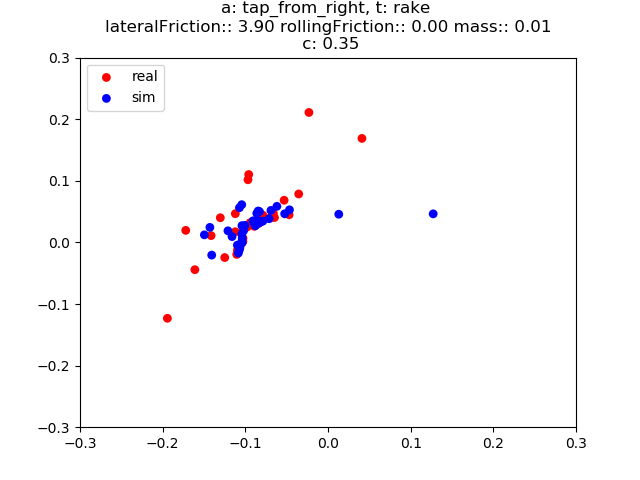 a: tap_from_right, t: rake
lateralFriction:: 3.90 rollingFriction:: 0.00 mass:: 0.01
c: 0.35
real
sim
0.3
0.2
0.1
0.0
−0.1
−0.2
−0.3
−0.3
−0.2
−0.1
0.0
0.1
0.2
0.3